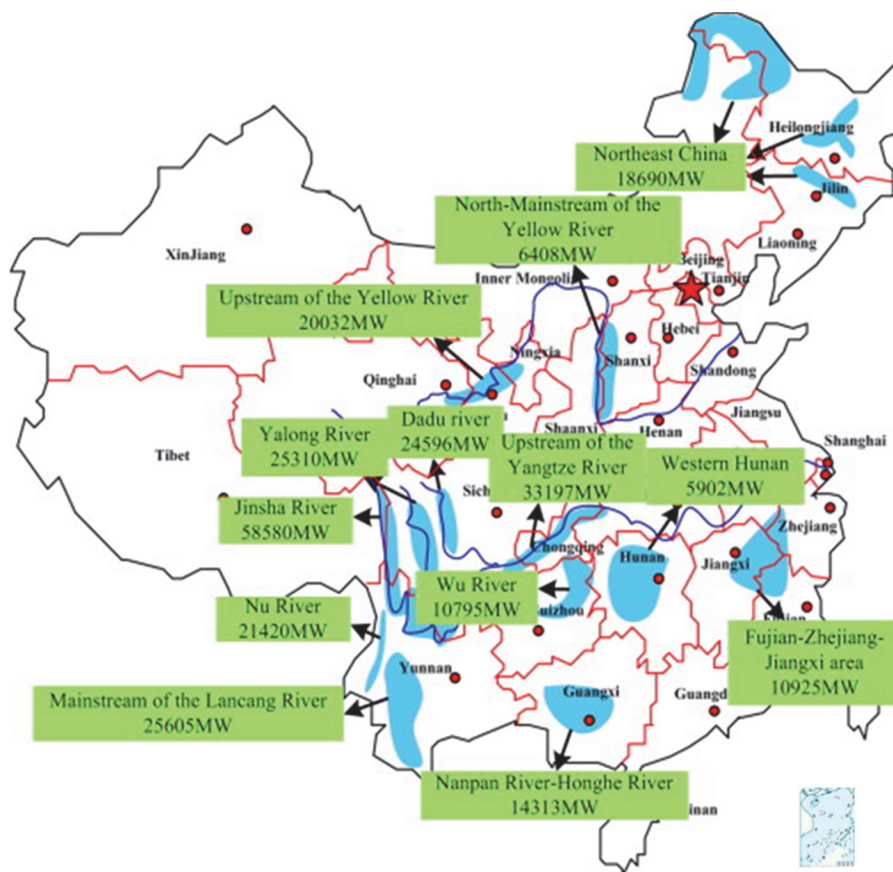 Heilongjiang
Northeast China
18690MW
Jilin
North-Mainstream of the
Yellow River
6408MW
Liaoning
XinJiang
Beijing
Tianjin
Inner Mongolia
Upstream of the Yellow River
20032MW
Hebei
Ningxia
Shanxi
Shandong
Qinghai
Jiangsu
Dadu river
24596MW
Shaanxi
Henan
Yalong River
25310MW
Upstream of the
Yangtze River
33197MW
Shanghai
Tibet
Western Hunan
5902MW
Jinsha River
58580MW
Sich
Zhejiang
Chongqing
Hunan
Jiangxi
Wu River
10795MW
uizhou
Nu River
21420MW
Fujian-Zhejiang-
Jiangxi area
10925MW
Yunnan
Mainstream of the Lancang River
25605MW
Guangxi
Guangd
Nanpan River-Honghe River
14313MW
inan